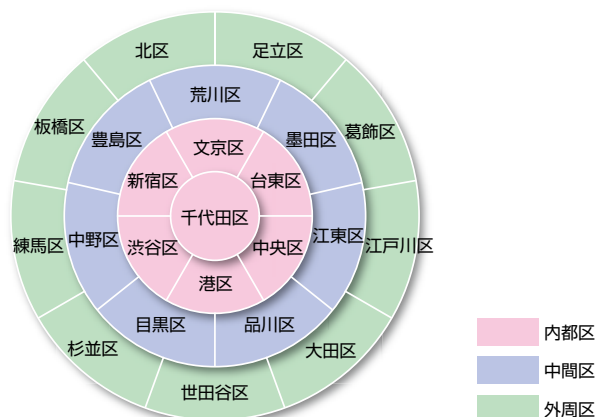 北区
足立区
荒川区
板橋区
葛飾区
豊島区
墨田区
文京区
新宿区
台東区
千代田区
練馬区
中野区
渋谷区
中央区
江東区
江戸川区
港区
目黒区
品川区
杉並区
大田区
世田谷区
内都区
中間区
外周区